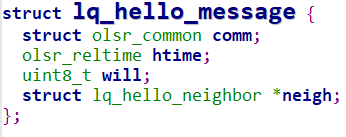 struct lq_hello_message {
  struct olsr_common comm;
  olsr_reltime htime;
  uint8_t will;
  struct lq_hello_neighbor *neigh;
};